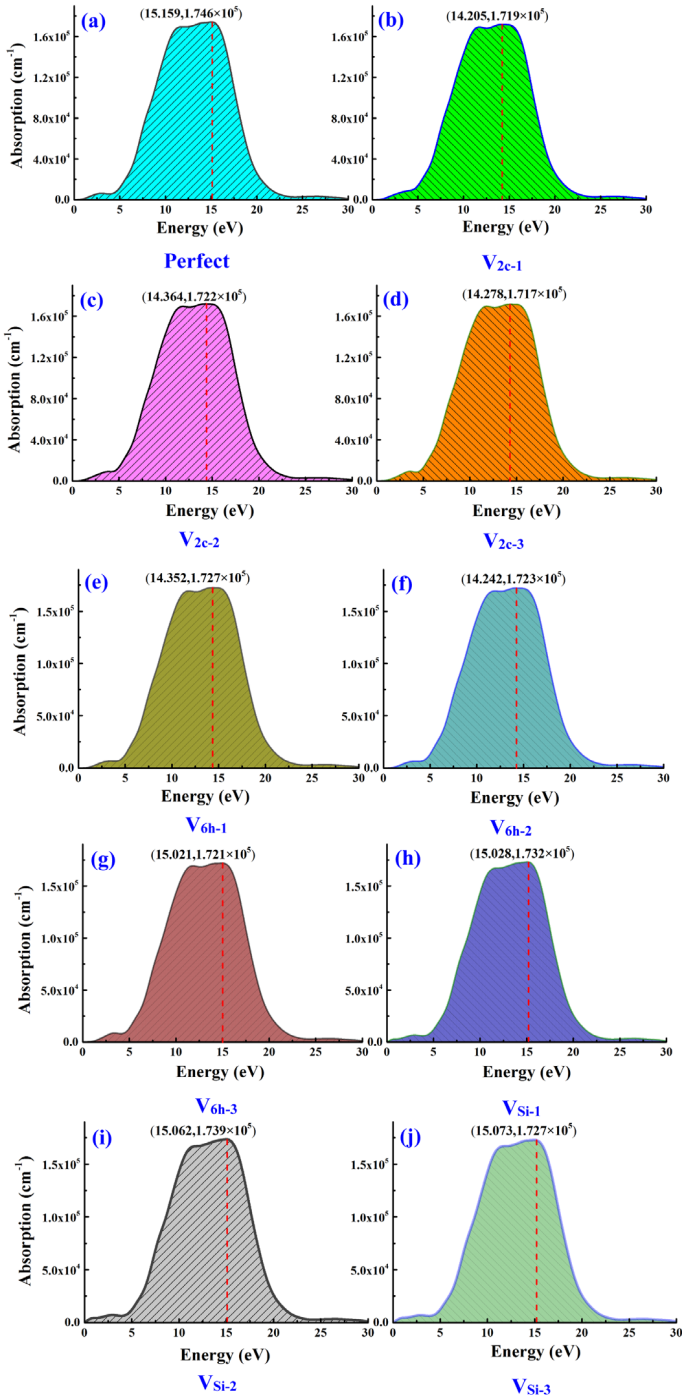 (a)
(15.159,1.746×10⁵)
Absorption (cm⁻¹)
1.6x10⁵
1.2x10⁵
8.0x10⁴
4.0x10⁴
0.0
0 5 10 15 20 25 30
Energy (eV)
Perfect
(b)
(14.205,1.719×10⁵)
1.6x10⁵
1.2x10⁵
8.0x10⁴
4.0x10⁴
0.0
0 5 10 15 20 25 30
Energy (eV)
V2c-1
(c)
(14.364,1.722×10⁵)
Absorption (cm⁻¹)
1.6x10⁵
1.2x10⁵
8.0x10⁴
4.0x10⁴
0.0
0 5 10 15 20 25 30
Energy (eV)
V2c-2
(d)
(14.278,1.717×10⁵)
1.6x10⁵
1.2x10⁵
8.0x10⁴
4.0x10⁴
0.0
0 5 10 15 20 25 30
Energy (eV)
V2c-3
(e)
(14.352,1.727×10⁵)
Absorption (cm⁻¹)
1.5x10⁵
1.0x10⁵
5.0x10⁴
0.0
0 5 10 15 20 25 30
Energy (eV)
V6h-1
(f)
(14.242,1.723×10⁵)
1.5x10⁵
1.0x10⁵
5.0x10⁴
0.0
0 5 10 15 20 25 30
Energy (eV)
V6h-2
(g)
(15.021,1.721×10⁵)
Absorption (cm⁻¹)
1.5x10⁵
1.0x10⁵
5.0x10⁴
0.0
0 5 10 15 20 25 30
Energy (eV)
V6h-3
(h)
(15.028,1.732×10⁵)
1.5x10⁵
1.0x10⁵
5.0x10⁴
0.0
0 5 10 15 20 25 30
Energy (eV)
VSi-1
(i)
(15.062,1.739×10⁵)
Absorption (cm⁻¹)
1.5x10⁵
1.0x10⁵
5.0x10⁴
0.0
0 5 10 15 20 25 30
Energy (eV)
VSi-2
(j)
(15.073,1.727×10⁵)
1.5x10⁵
1.0x10⁵
5.0x10⁴
0.0
0 5 10 15 20 25 30
Energy (eV)
VSi-3